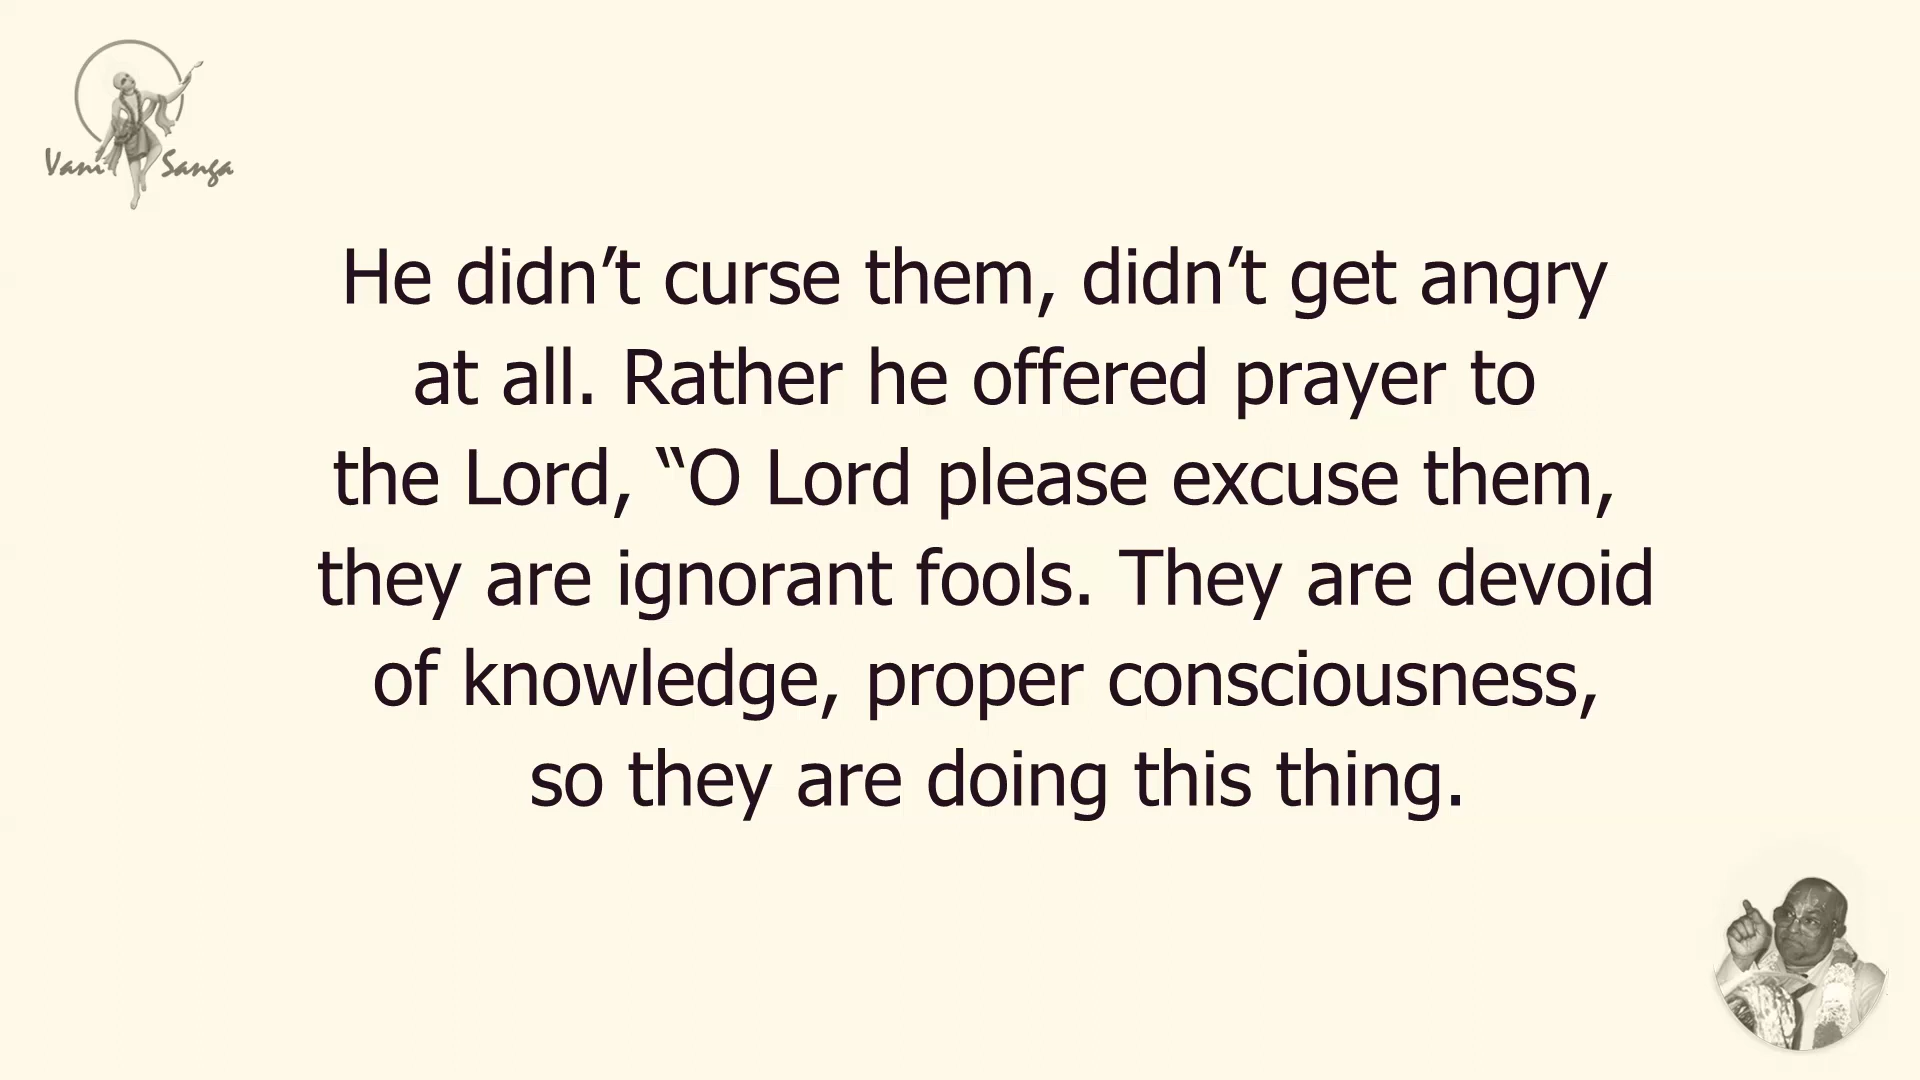 Vani Sanga
He didn’t curse them, didn’t get angry
at all. Rather he offered prayer to
the Lord, “O Lord please excuse them,
they are ignorant fools. They are devoid
of knowledge, proper consciousness,
so they are doing this thing.